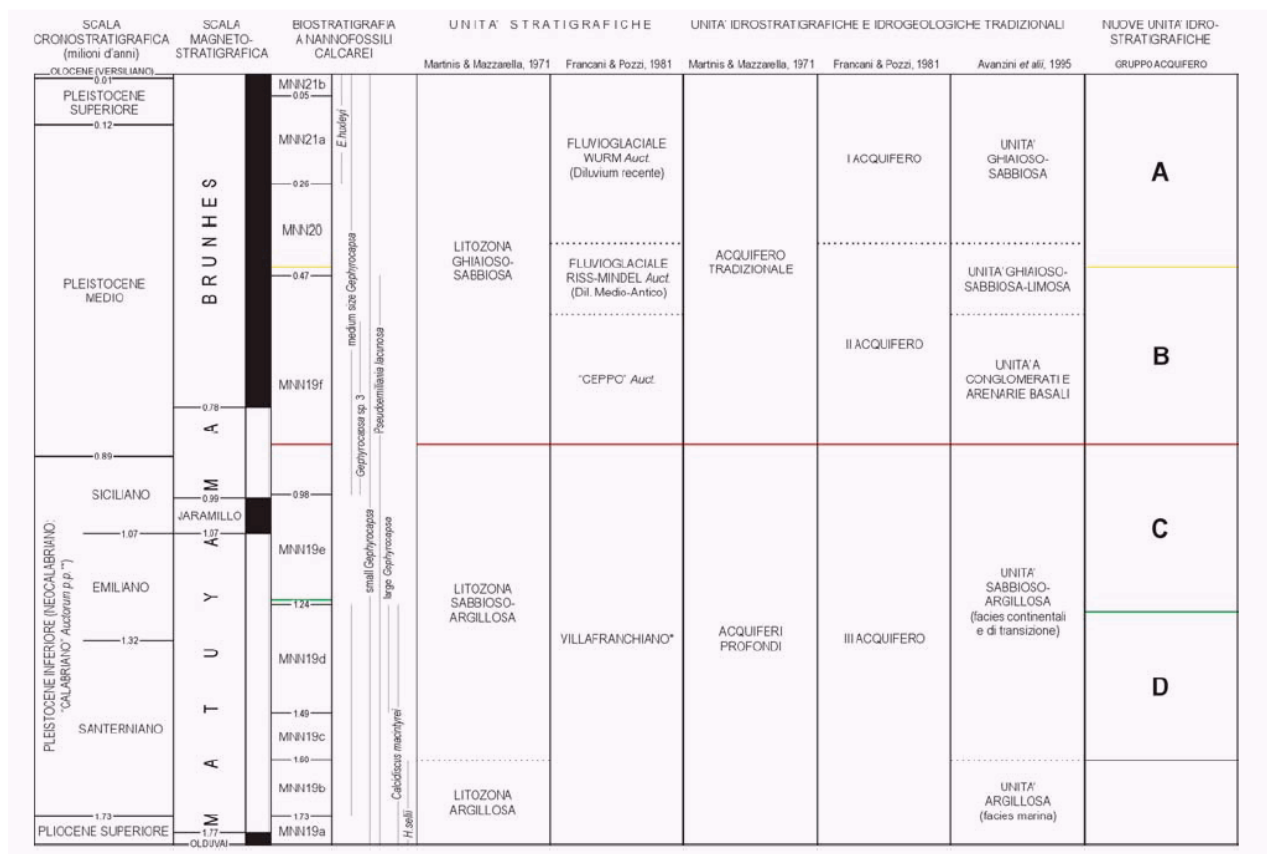 SCALA
CRONOSTRATIGRAFICA
(milioni d'anni)
SCALA
MAGNETO-
STRATIGRAFICA
BIOSTRATIGRAFIA
A NANNOFOSSILI
CALCAREI
UNITA' STRATIGRAFICHE
UNITA' IDROSTRATIGRAFICHE E IDROGEOLOGICHE TRADIZIONALI
NUOVE UNITA' IDRO-
STRATIGRAFICHE
Martinis & Mazzarella, 1971
Francani & Pozzi, 1981
Martinis & Mazzarella, 1971
Francani & Pozzi, 1981
Avanzini et alii, 1995
GRUPPO ACQUIFERO
OLOCENE (VERSILIANO)
0.01
PLEISTOCENE
SUPERIORE
0.12
PLEISTOCENE
MEDIO
0.89
PLEISTOCENE INFERIORE (NEOCALABRIANO:
"CALABRIANO" Auctorum p.p."")
SICILIANO
1.07
EMILIANO
1.32
SANTERNIANO
1.73
PLIOCENE SUPERIORE
BRUNHES
0.78
MATUYAMA
0.99
JARAMILLO
1.07
1.77
OLDUVAI
MNN21b
0.05
MNN21a
0.26
MNN20
0.47
MNN19f
0.98
MNN19e
1.24
MNN19d
1.49
MNN19c
1.60
MNN19b
1.73
MNN19a
E.huxleyi
medium size Gephyrocapsa
Gephyrocapsa sp 3
small Gephyrocapsa
Pseudoemiliania lacunosa
large Gephyrocapsa
Calcidiscus macintyrei
H.sellii
LITOZONA
GHIAIOSO-
SABBIOSA
LITOZONA
SABBIOSO-
ARGILLOSA
LITOZONA
ARGILLOSA
FLUVIOGLACIALE
WURM Auct.
(Diluvium recente)
FLUVIOGLACIALE
RISS-MINDEL Auct
(Dil. Medio-Antico)
"CEPPO" Auct.
VILLAFRANCHIANO*
ACQUIFERO
TRADIZIONALE
ACQUIFERI
PROFONDI
I ACQUIFERO
II ACQUIFERO
III ACQUIFERO
UNITA'
GHIAIOSO-
SABBIOSA
UNITA' GHIAIOSO-
SABBIOSA-LIMOSA
UNITA' A
CONGLOMERATI E
ARENARIE BASALI
UNITA'
SABBIOSO-
ARGILLOSA
(facies continentali
e di transizione)
UNITA'
ARGILLOSA
(facies marina)
A
B
C
D